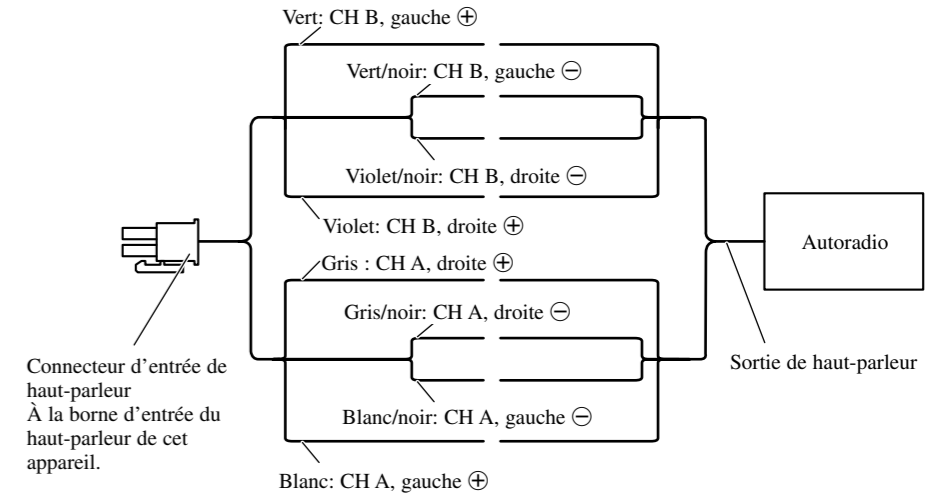 Vert: CH B, gauche ⊕
Vert/noir: CH B, gauche ⊖
Violet/noir: CH B, droite ⊖
Violet: CH B, droite ⊕
Gris : CH A, droite ⊕
Gris/noir: CH A, droite ⊖
Blanc/noir: CH A, gauche ⊖
Blanc: CH A, gauche ⊕
Connecteur d’entrée de
haut-parleur
À la borne d’entrée du
haut-parleur de cet
appareil.
Autoradio
Sortie de haut-parleur